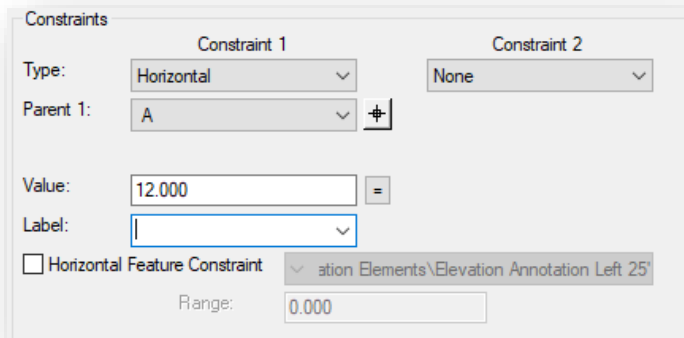 Constraints
Constraint 1 Constraint 2
Type: Horizontal None
Parent 1: A
Value: 12.000 =
Label:
Horizontal Feature Constraint ation Elements\Elevation Annotation Left 25'
Range: 0.000